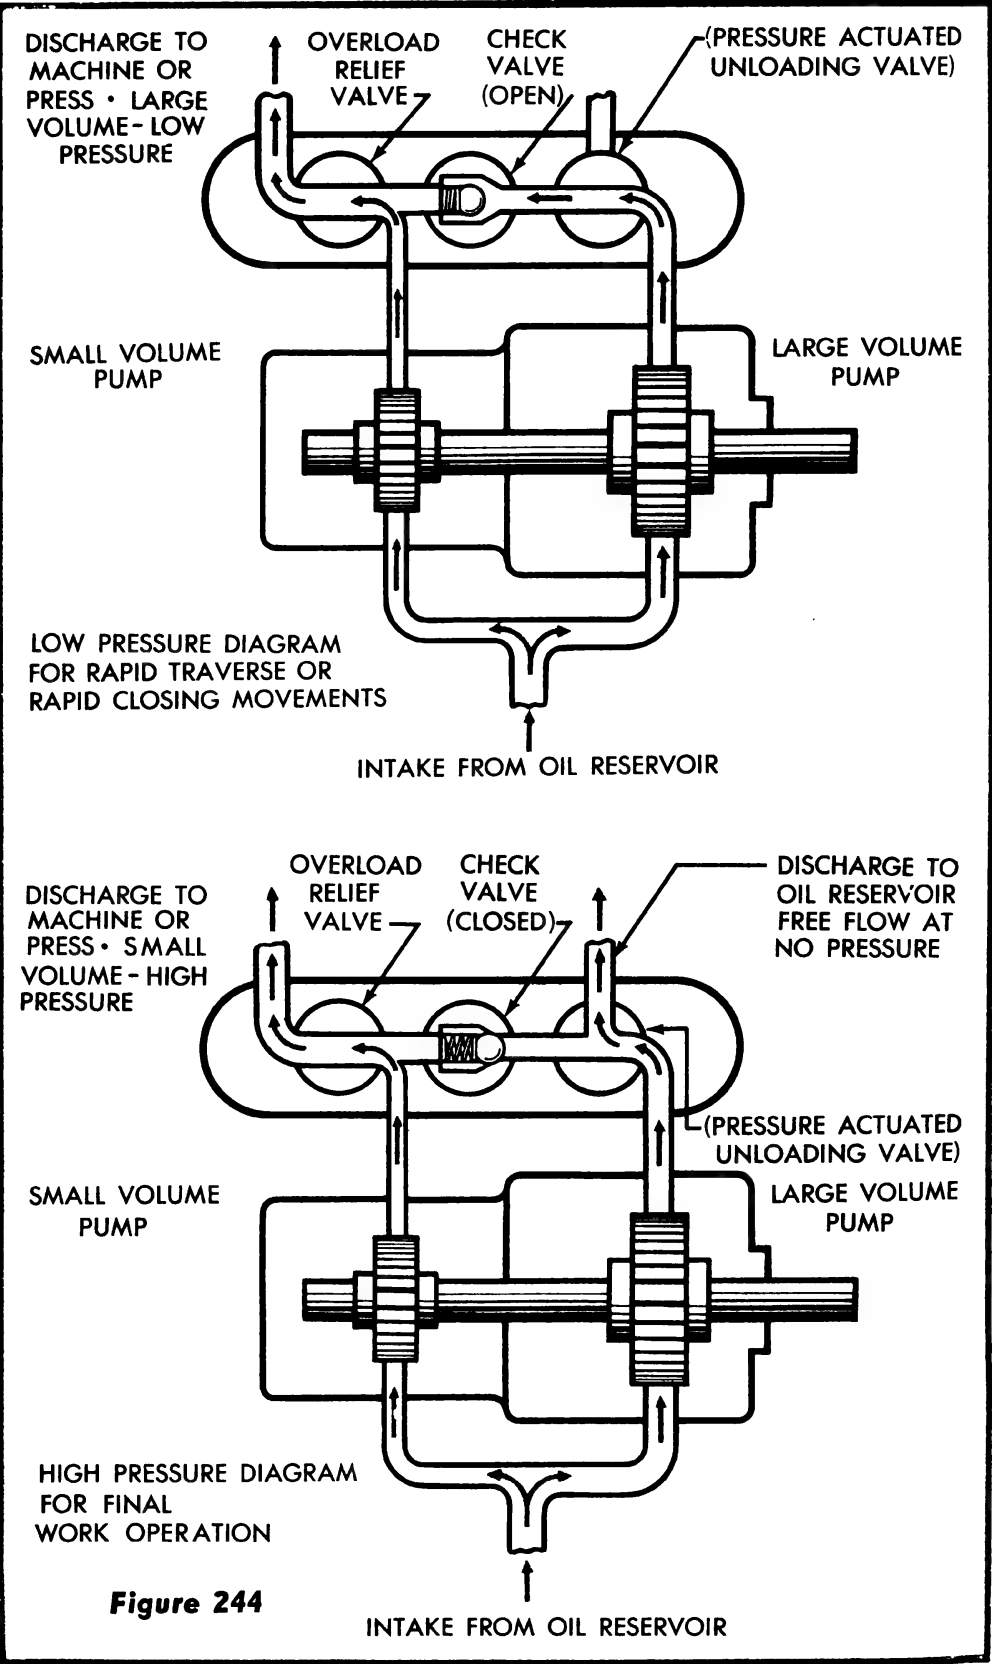 DISCHARGE TO
MACHINE OR
PRESS • LARGE
VOLUME-LOW
PRESSURE
OVERLOAD
RELIEF
VALVE
CHECK
VALVE
(OPEN)
(PRESSURE ACTUATED
UNLOADING VALVE)
SMALL VOLUME
PUMP
LARGE VOLUME
PUMP
LOW PRESSURE DIAGRAM
FOR RAPID TRAVERSE OR
RAPID CLOSING MOVEMENTS
INTAKE FROM OIL RESERVOIR
DISCHARGE TO
MACHINE OR
PRESS • SMALL
VOLUME-HIGH
PRESSURE
OVERLOAD
RELIEF
VALVE
CHECK
VALVE
(CLOSED)
DISCHARGE TO
OIL RESERVOIR
FREE FLOW AT
NO PRESSURE
(PRESSURE ACTUATED
UNLOADING VALVE)
SMALL VOLUME
PUMP
LARGE VOLUME
PUMP
HIGH PRESSURE DIAGRAM
FOR FINAL
WORK OPERATION
Figure 244
INTAKE FROM OIL RESERVOIR